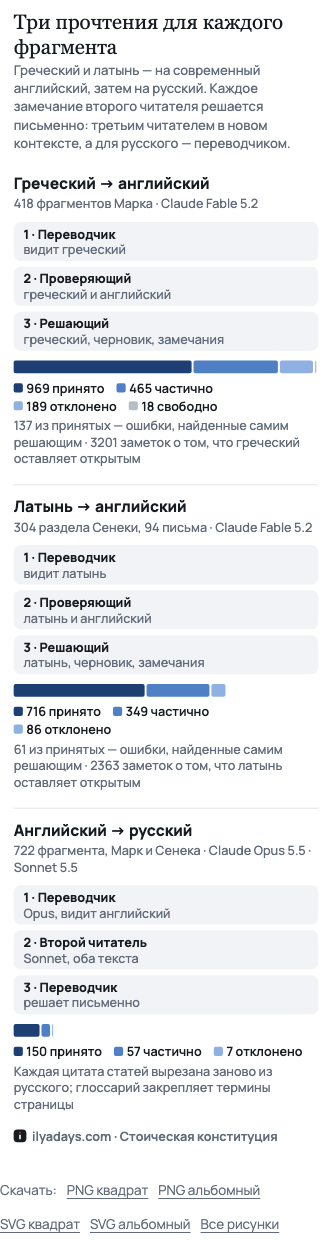 Три прочтения для каждого
фрагмента
Греческий и латынь — на современный
английский, затем на русский. Каждое
замечание второго читателя решается
письменно: третьим читателем в новом
контексте, а для русского — переводчиком.
Греческий → английский
418 фрагментов Марка · Claude Fable 5.2
1 · Переводчик
видит греческий
2 · Проверяющий
греческий и английский
3 · Решающий
греческий, черновик, замечания
969 принято 465 частично
189 отклонено 18 свободно
137 из принятых — ошибки, найденные самим
решающим · 3201 заметок о том, что греческий
оставляет открытым
Латынь → английский
304 раздела Сенеки, 94 письма · Claude Fable 5.2
1 · Переводчик
видит латынь
2 · Проверяющий
латынь и английский
3 · Решающий
латынь, черновик, замечания
716 принято 349 частично
86 отклонено
61 из принятых — ошибки, найденные самим
решающим · 2363 заметок о том, что латынь
оставляет открытым
Английский → русский
722 фрагмента, Марк и Сенека · Claude Opus 5.5 ·
Sonnet 5.5
1 · Переводчик
Opus, видит английский
2 · Второй читатель
Sonnet, оба текста
3 · Переводчик
решает письменно
150 принято 57 частично 7 отклонено
Каждая цитата статей вырезана заново из
русского; глоссарий закрепляет термины
страницы
ilyadays.com · Стоическая конституция
Скачать: PNG квадрат PNG альбомный
SVG квадрат SVG альбомный Все рисунки